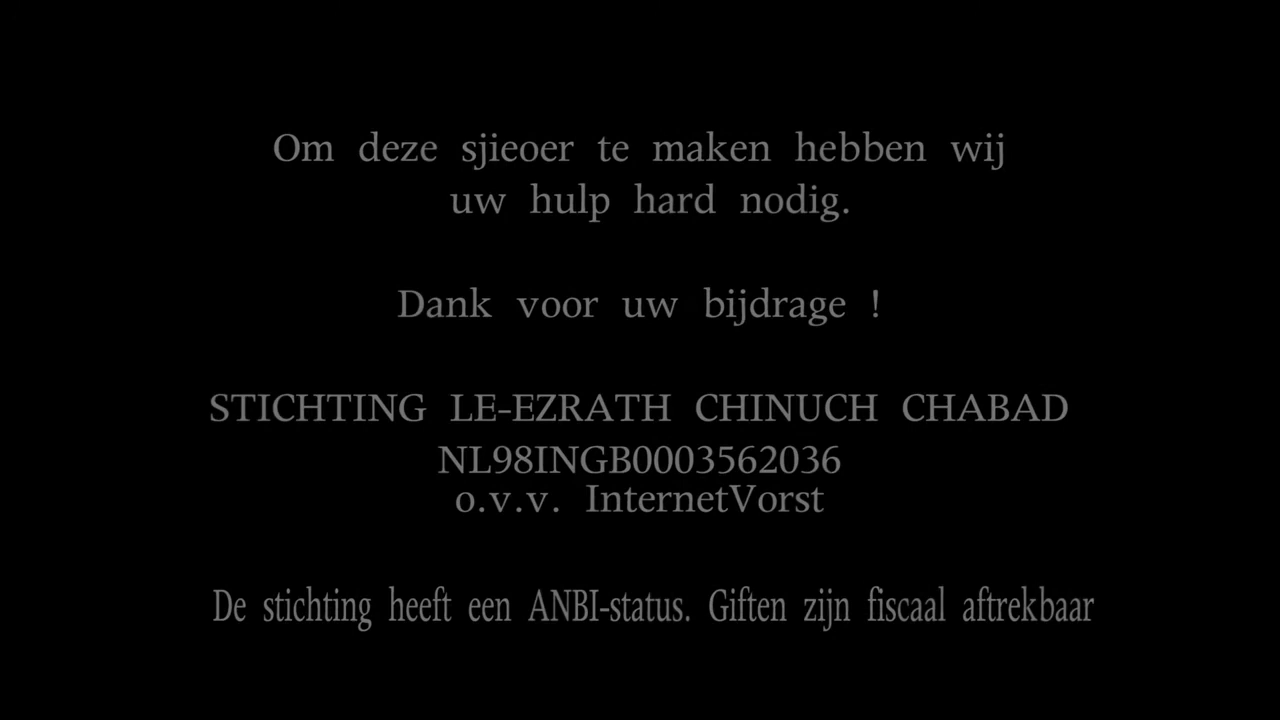 Om deze sjieoer te maken hebben wij
uw hulp hard nodig.
Dank voor uw bijdrage !
STICHTING LE-EZRATH CHINUCH CHABAD
NL98INGB0003562036
o.v.v. InternetVorst
De stichting heeft een ANBI-status. Giften zijn fiscaal aftrekbaar